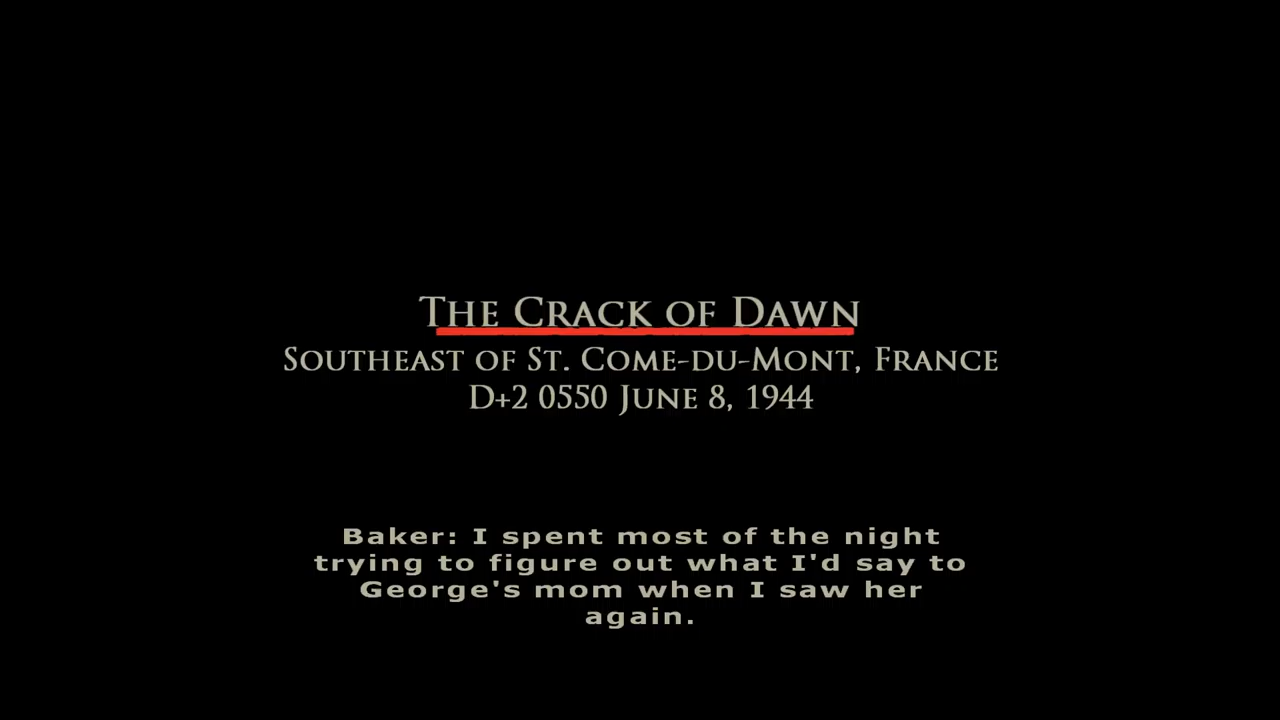 The Crack of Dawn
Southeast of St. Come-du-Mont, France
D+2 0550 June 8, 1944
Baker: I spent most of the night
trying to figure out what I'd say to
George's mom when I saw her
again.